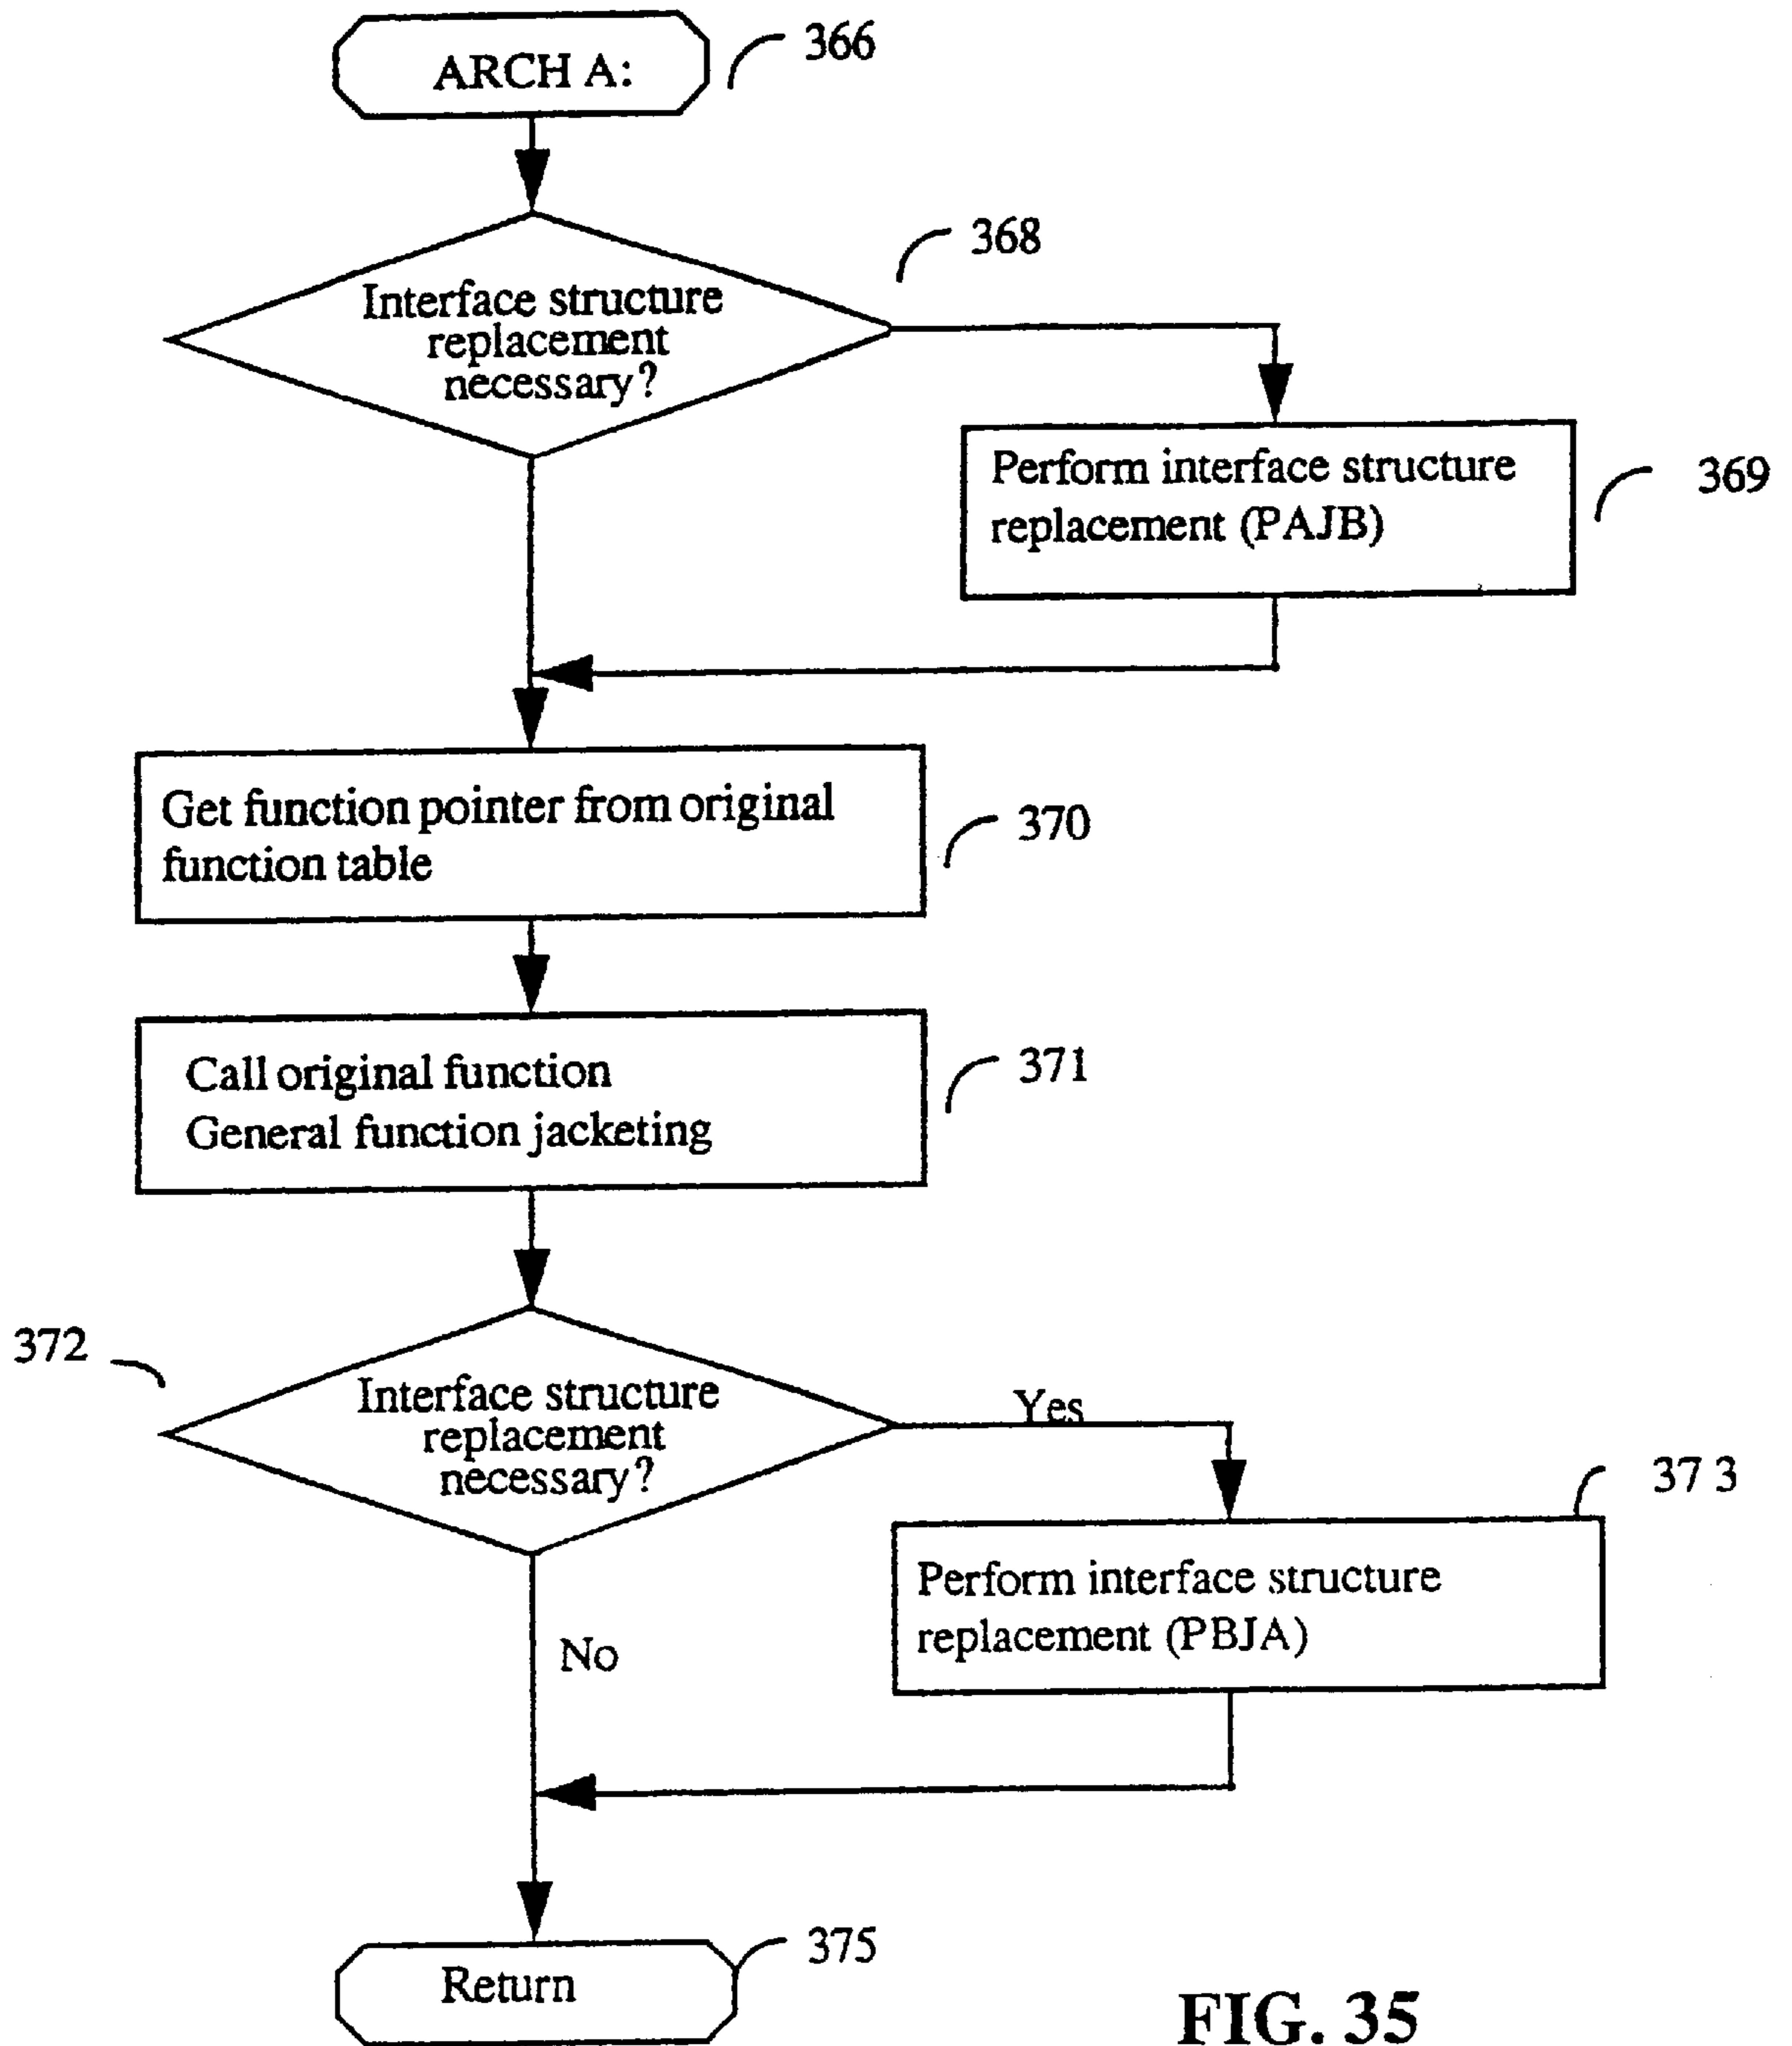 ARCH A:
366
368
Interface structure
replacement
necessary?
Perform interface structure
replacement (PAJB)
369
Get function pointer from original
function table
370
Call original function
General function jacketing
371
372
Interface structure
replacement
necessary?
Yes
37 3
Perform interface structure
replacement (PBJA)
No
Return
375
FIG. 35